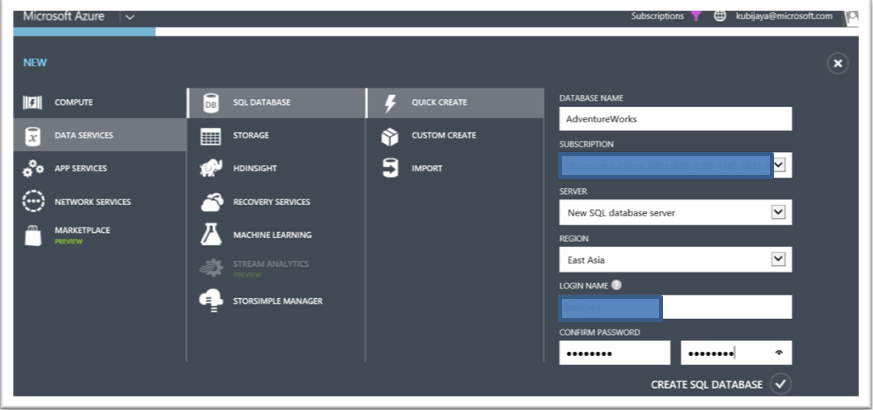 Microsoft Azure
Subscriptions
kubijaya@microsoft.com
NEW
COMPUTE
DATA SERVICES
APP SERVICES
NETWORK SERVICES
MARKETPLACE
PREVIEW
DB
SQL DATABASE
STORAGE
HDINSIGHT
RECOVERY SERVICES
MACHINE LEARNING
STREAM ANALYTICS
PREVIEW
STORSIMPLE MANAGER
QUICK CREATE
CUSTOM CREATE
IMPORT
DATABASE NAME
AdventureWorks
SUBSCRIPTION
SERVER
New SQL database server
REGION
East Asia
LOGIN NAME
CONFIRM PASSWORD
CREATE SQL DATABASE